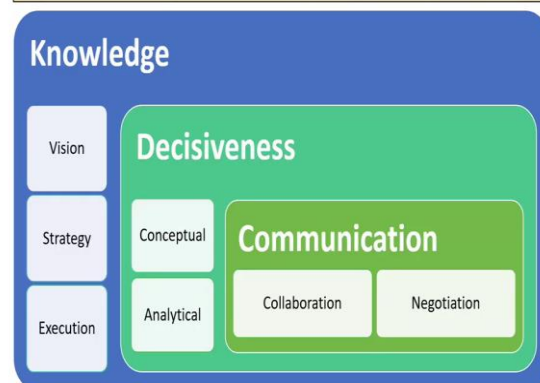 Knowledge
Vision
Strategy
Execution
Decisiveness
Conceptual
Analytical
Communication
Collaboration
Negotiation